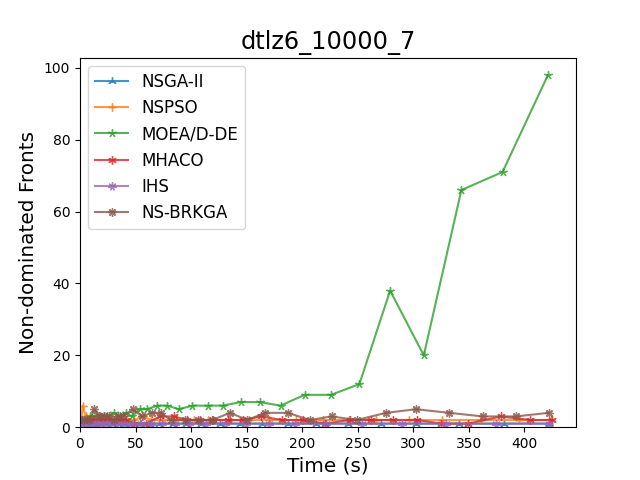 dtlz6_10000_7
100
80
60
40
20
0
Non-dominated Fronts
NSGA-II
NSPSO
MOEA/D-DE
MHACO
IHS
NS-BRKGA
0 50 100 150 200 250 300 350 400
Time (s)